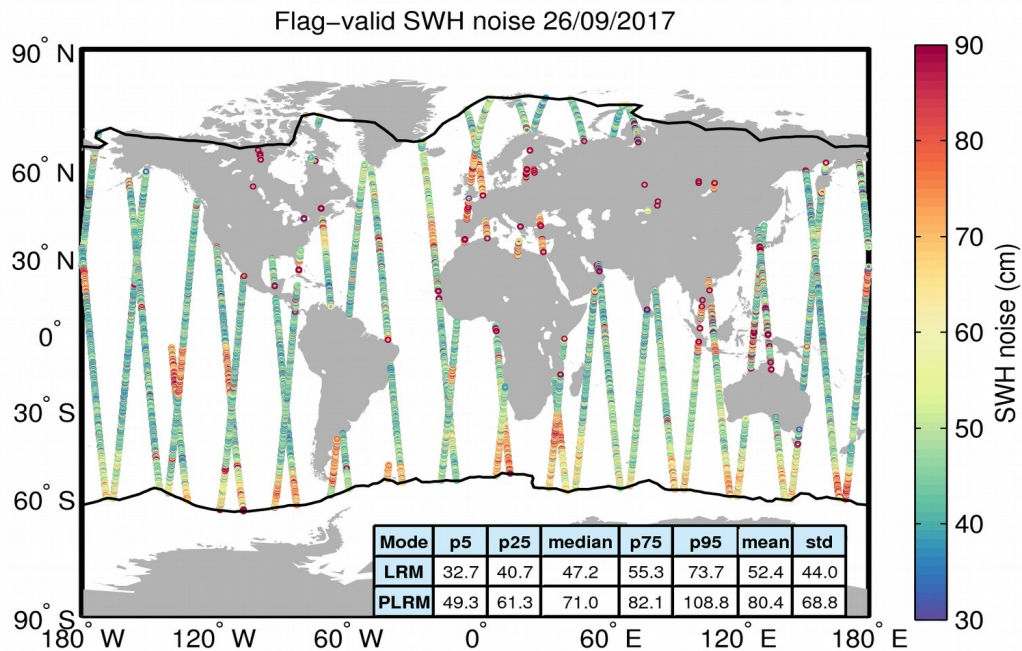 Flag−valid SWH noise 26/09/2017
90° N
60° N
30° N
0°
30° S
60° S
90° S
180° W
120° W
60° W
0°
60° E
120° E
180° E
90
80
70
60
50
40
30
SWH noise (cm)
Mode p5 p25 median p75 p95 mean std
LRM 32.7 40.7 47.2 55.3 73.7 52.4 44.0
PLRM 49.3 61.3 71.0 82.1 108.8 80.4 68.8